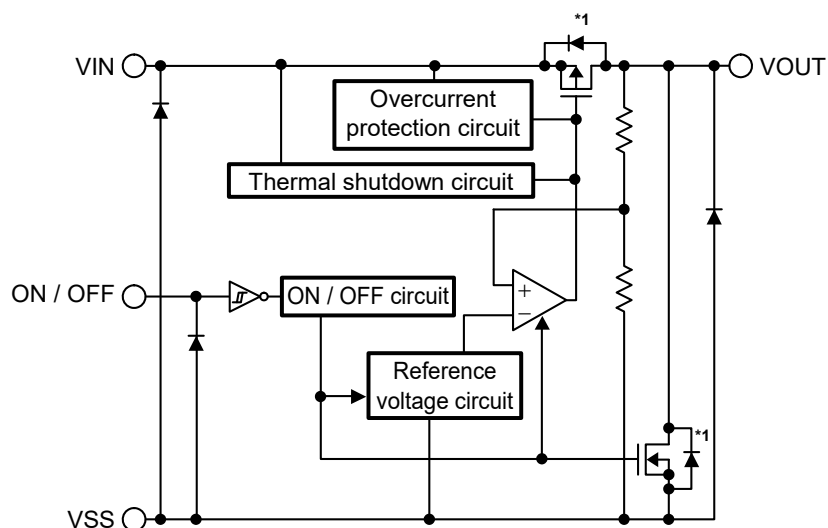 *1
VIN
VOUT
Overcurrent
protection circuit
Thermal shutdown circuit
ON / OFF
ON / OFF circuit
+
−
Reference
voltage circuit
*1
VSS